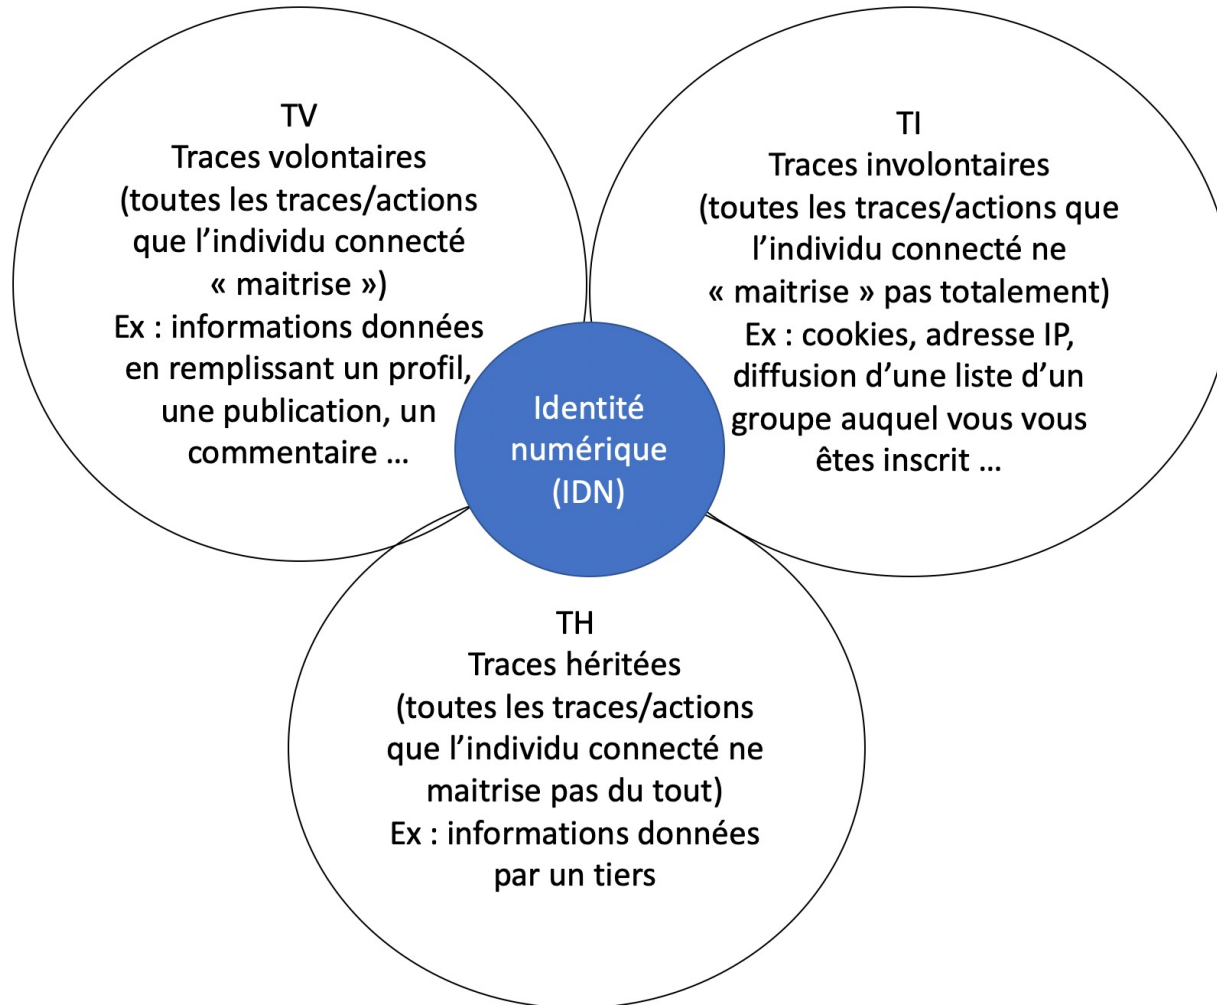 TV
Traces volontaires
(toutes les traces/actions
que l’individu connecté
« maitrise »)
Ex : informations données
en remplissant un profil,
une publication, un
commentaire ...
TI
Traces involontaires
(toutes les traces/actions que
l’individu connecté ne
« maitrise » pas totalement)
Ex : cookies, adresse IP,
diffusion d’une liste d’un
groupe auquel vous vous
êtes inscrit ...
Identité
numérique
(IDN)
TH
Traces héritées
(toutes les traces/actions
que l’individu connecté ne
maitrise pas du tout)
Ex : informations données
par un tiers